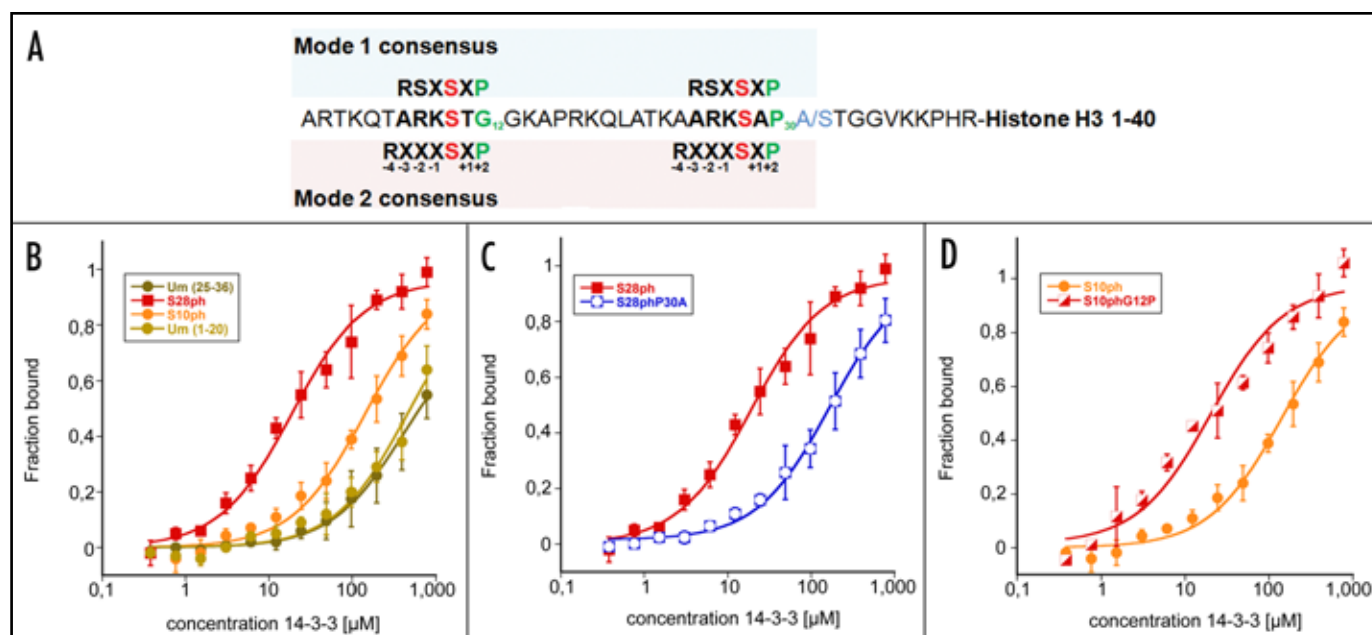 A
Mode 1 consensus
RSXSXP RSXSXP
ARTKQTARKSTG12GKAPRKQLATKAARKSAP30A/STGGVKKPHR-Histone H3 1-40
RXXXSXP RXXXSXP
-4 -3 -2 -1 +1+2 -4 -3 -2 -1 +1+2
Mode 2 consensus
B
Um (25-36)
S28ph
S10ph
Um (1-20)
Fraction bound
1
0,8
0,6
0,4
0,2
0
0,1 1 10 100 1,000
concentration 14-3-3 [µM]
C
S28ph
S28phP30A
Fraction bound
1
0,8
0,6
0,4
0,2
0
0,1 1 10 100 1,000
concentration 14-3-3 [µM]
D
S10ph
S10phG12P
Fraction bound
1
0,8
0,6
0,4
0,2
0
0,1 1 10 100 1,000
concentration 14-3-3 [µM]